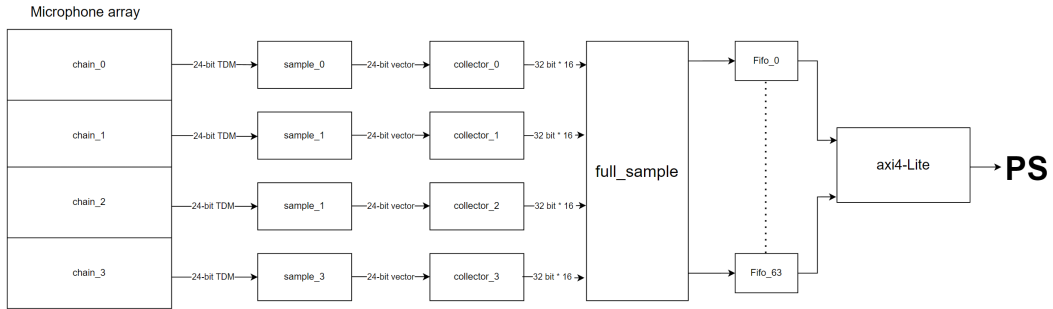 Microphone array
chain_0
24-bit TDM
sample_0
24-bit vector
collector_0
32 bit * 16
chain_1
24-bit TDM
sample_1
24-bit vector
collector_1
32 bit * 16
chain_2
24-bit TDM
sample_1
24-bit vector
collector_2
32 bit * 16
chain_3
24-bit TDM
sample_3
24-bit vector
collector_3
32 bit * 16
full_sample
Fifo_0
Fifo_63
axi4-Lite
PS